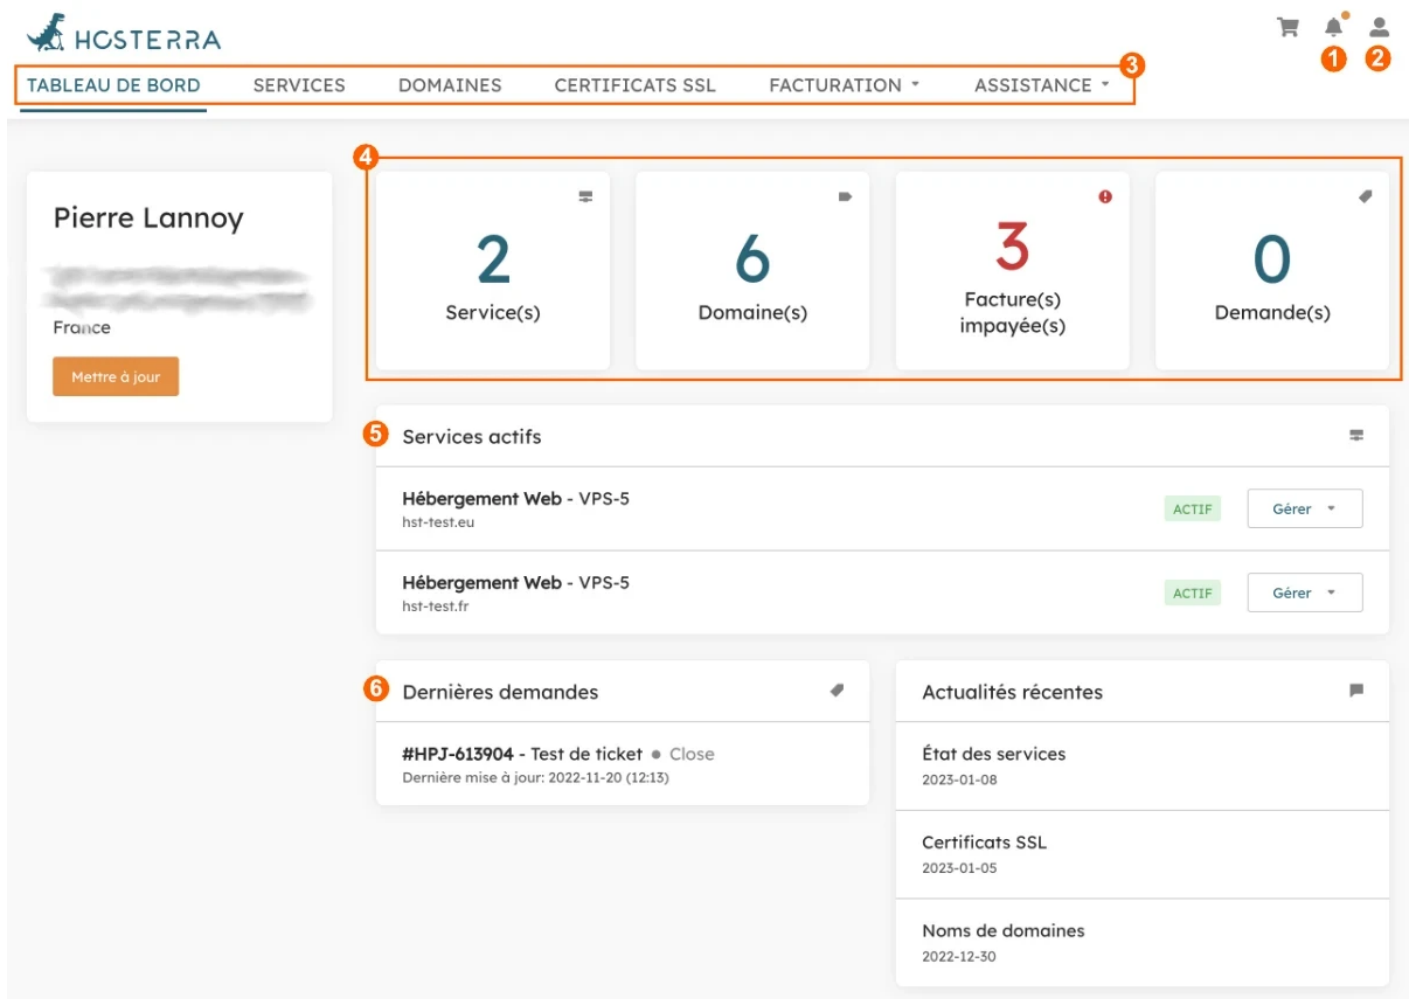 HOSTERRA
1
2
3
TABLEAU DE BORD SERVICES DOMAINES CERTIFICATS SSL FACTURATION ASSISTANCE
4
Pierre Lannoy
France
Mettre à jour
2
Service(s)
6
Domaine(s)
3
Facture(s)
impayée(s)
0
Demande(s)
5
Services actifs
Hébergement Web - VPS-5
hst-test.eu
ACTIF
Gérer
Hébergement Web - VPS-5
hst-test.fr
ACTIF
Gérer
6
Dernières demandes
#HPJ-613904 - Test de ticket ● Close
Dernière mise à jour: 2022-11-20 (12:13)
Actualités récentes
État des services
2023-01-08
Certificats SSL
2023-01-05
Noms de domaines
2022-12-30